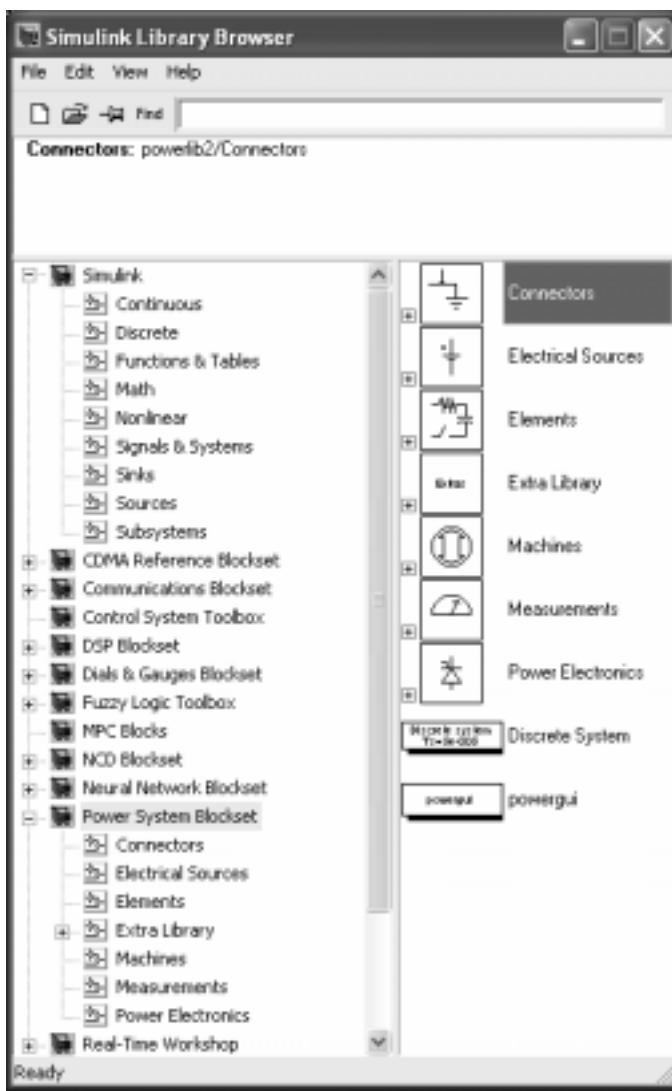 Simulink Library Browser
File Edit View Help
Find
Connectors: powerlib2/Connectors
Simulink
Continuous
Discrete
Functions & Tables
Math
Nonlinear
Signals & Systems
Sinks
Sources
Subsystems
CDMA Reference Blockset
Communications Blockset
Control System Toolbox
DSP Blockset
Dials & Gauges Blockset
Fuzzy Logic Toolbox
MPC Blocks
NCD Blockset
Neural Network Blockset
Power System Blockset
Connectors
Electrical Sources
Elements
Extra Library
Machines
Measurements
Power Electronics
Real-Time Workshop
Connectors
Electrical Sources
Elements
Extra Library
Machines
Measurements
Power Electronics
Discrete system
Discrete System
powergui
powergui
Ready